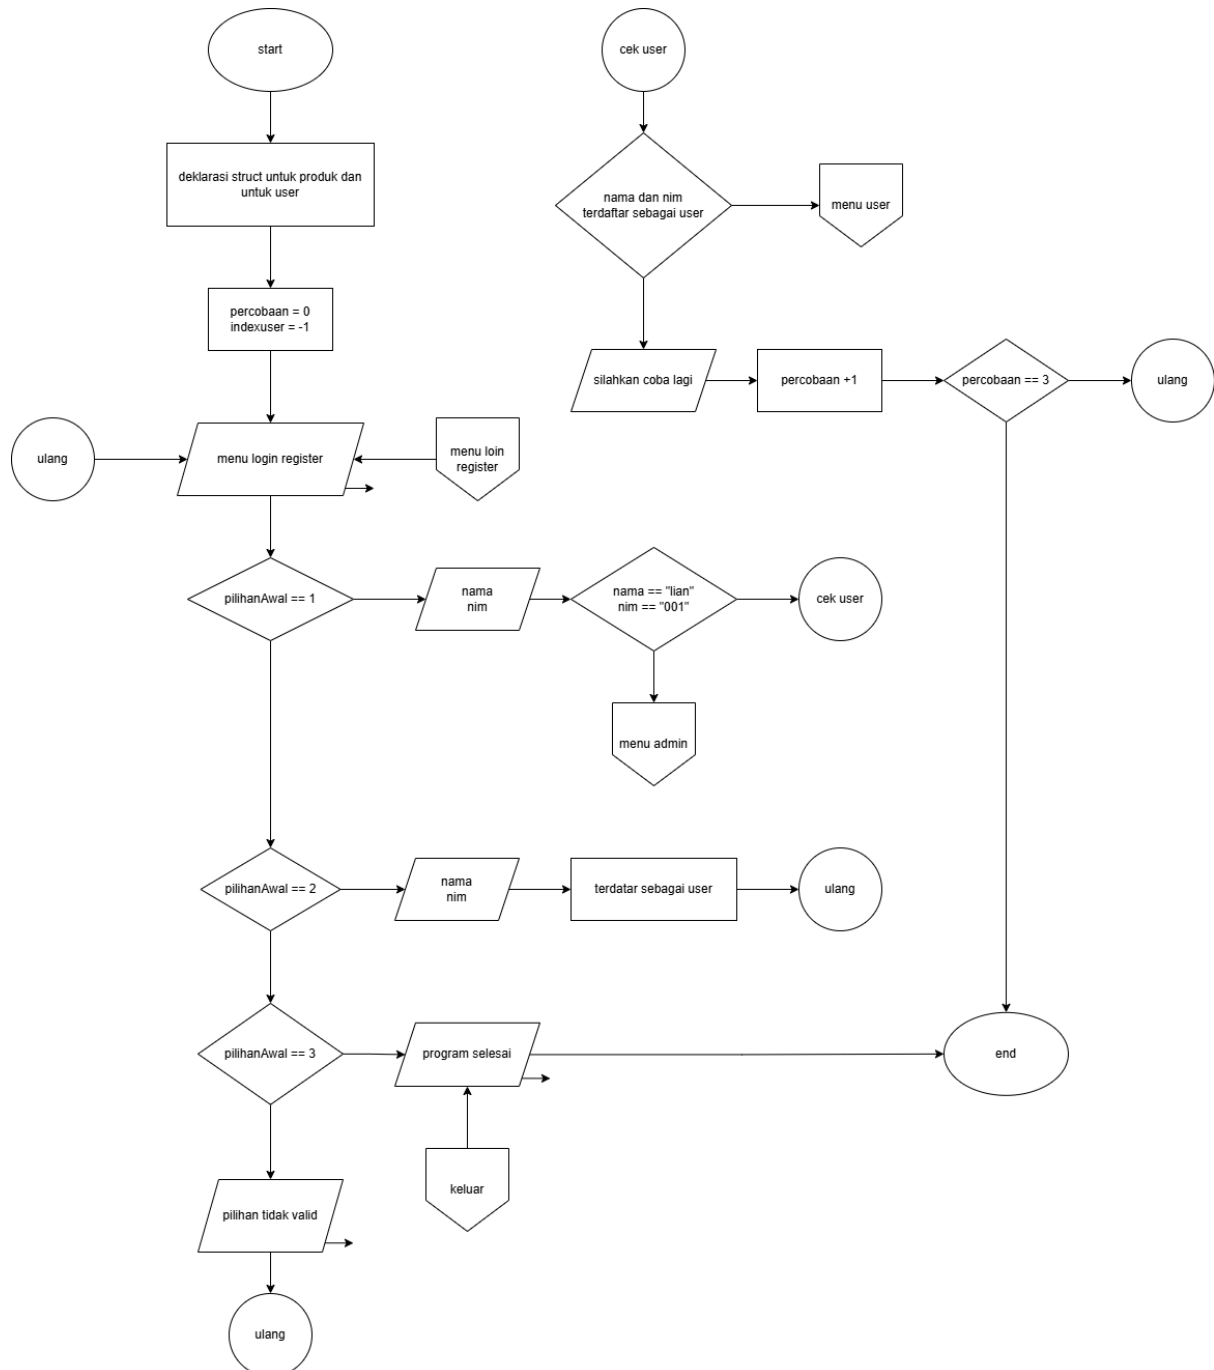 start
cek user
deklarasi struct untuk produk dan
untuk user
nama dan nim
terdaftar sebagai user
menu user
percobaan = 0
indexuser = -1
silahkan coba lagi
percobaan +1
percobaan == 3
ulang
ulang
menu login register
menu loin
register
pilihanAwal == 1
nama
nim
nama == "lian"
nim == "001"
cek user
menu admin
pilihanAwal == 2
nama
nim
terdatar sebagai user
ulang
pilihanAwal == 3
program selesai
end
keluar
pilihan tidak valid
ulang